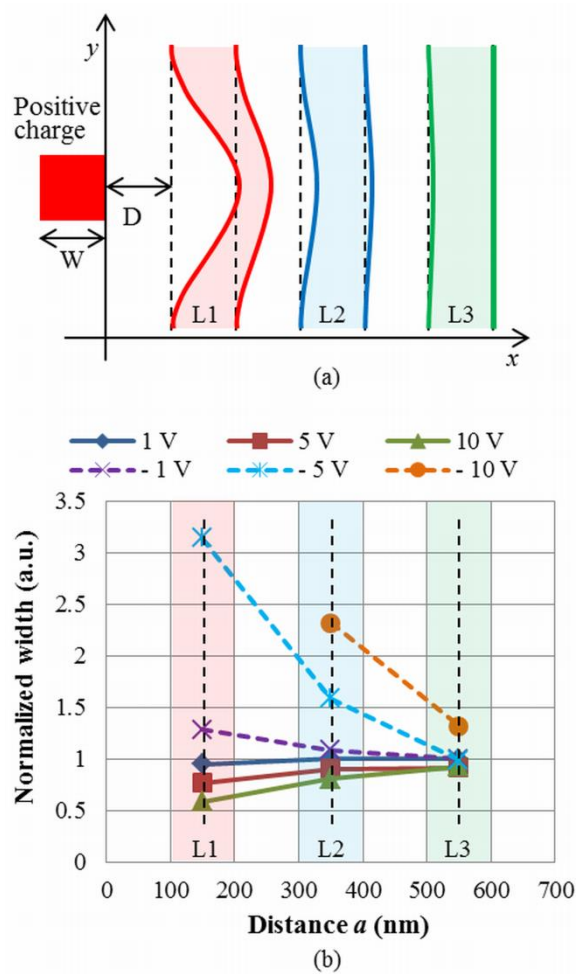 y
Positive
charge
D
W
L1
L2
L3
x
(a)
1 V
5 V
10 V
- 1 V
- 5 V
- 10 V
Normalized width (a.u.)
3.5
3
2.5
2
1.5
1
0.5
0
L1
L2
L3
0 100 200 300 400 500 600 700
Distance a (nm)
(b)